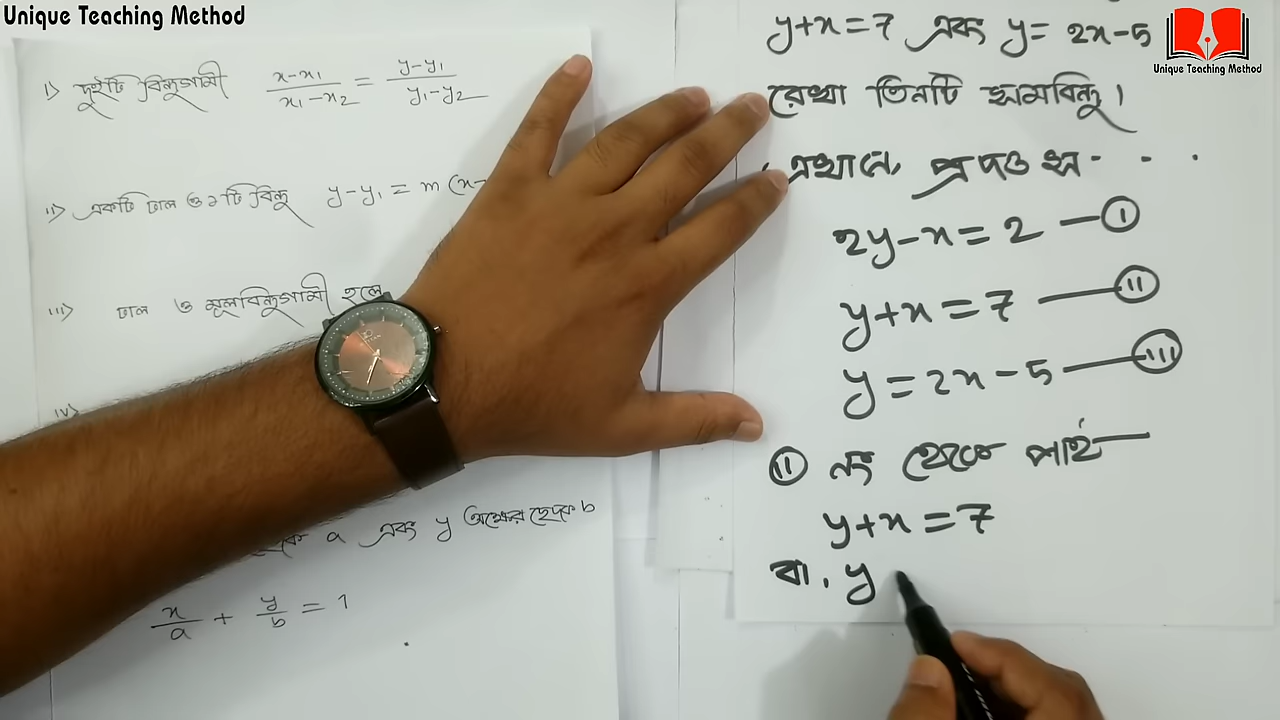 Unique Teaching Method
i) দুইটি বিন্দুগামী (x-x₁)/(x₁-x₂) = (y-y₁)/(y₁-y₂)
ii) একটি ঢাল ও ১টি বিন্দু y-y₁ = m (x-
iii) ঢাল ও মূলবিন্দুগামী হলে
iv)
a এবং y অক্ষের ছেদক b
x/a + y/b = 1
Unique Teaching Method
y+x=7 এবং y= 2x-5
রেখা তিনটি সমবিন্দু।
এখানে, প্রদত্ত স- - - .
2y-x=2 — i
y+x=7 — ii
y=2x-5 — iii
ii নং থেকে পাই —
y+x=7
বা, y